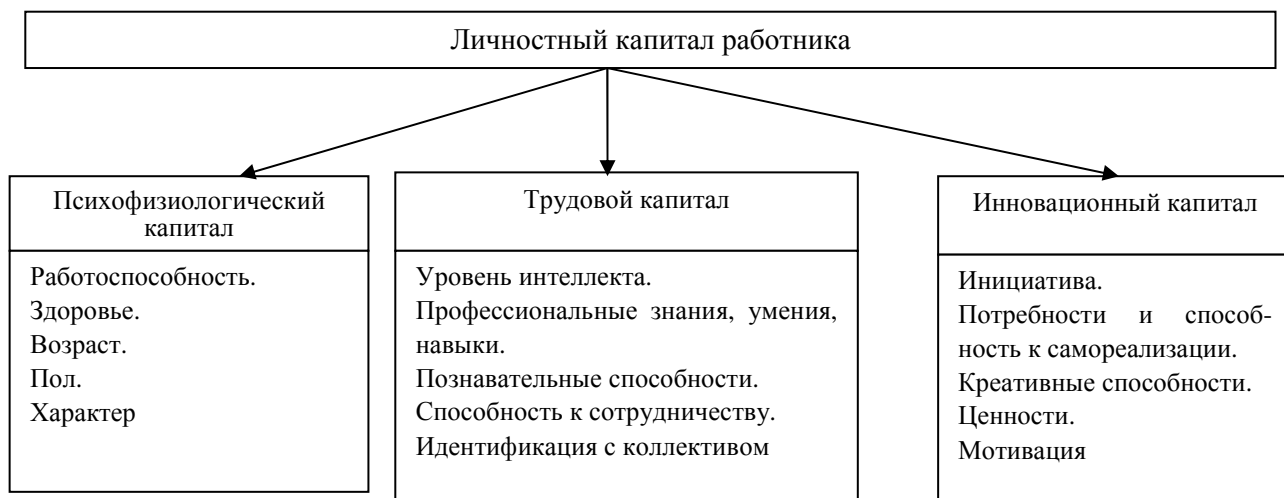 Личностный капитал работника
Психофизиологический
капитал
Работоспособность.
Здоровье.
Возраст.
Пол.
Характер
Трудовой капитал
Уровень интеллекта.
Профессиональные знания, умения,
навыки.
Познавательные способности.
Способность к сотрудничеству.
Идентификация с коллективом
Инновационный капитал
Инициатива.
Потребности и способ-
ность к самореализации.
Креативные способности.
Ценности.
Мотивация